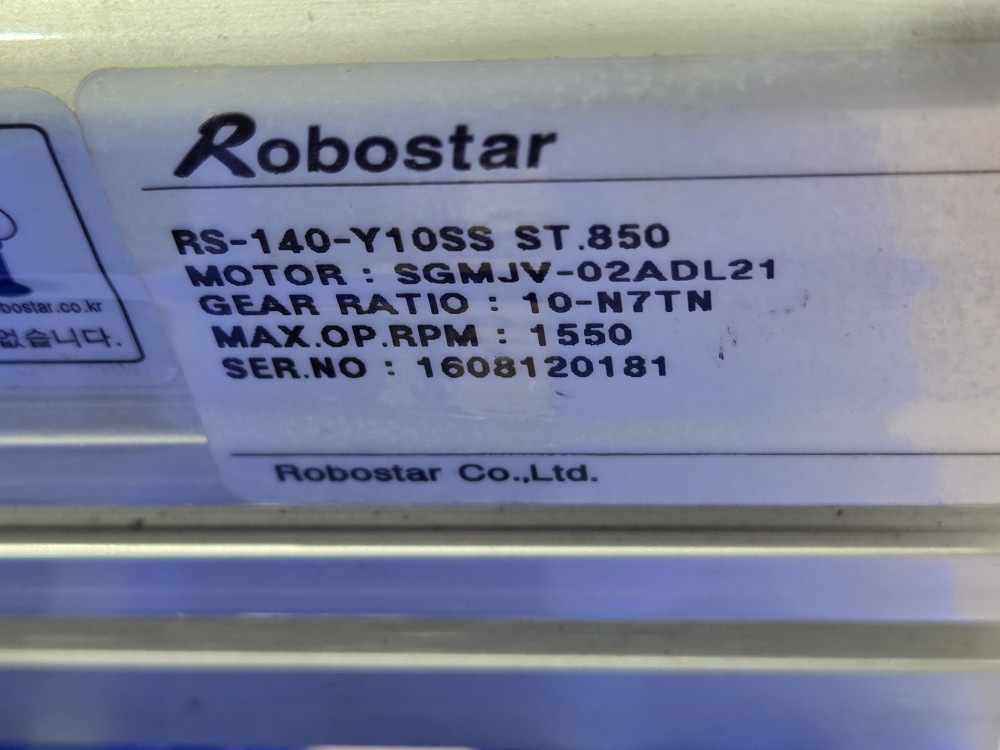 Robostar
RS-140-Y10SS ST.850
MOTOR : SGMJV-02ADL21
GEAR RATIO : 10-N7TN
MAX.OP.RPM : 1550
SER.NO : 1608120181
Robostar Co.,Ltd.
bostar.co.kr
없습니다.